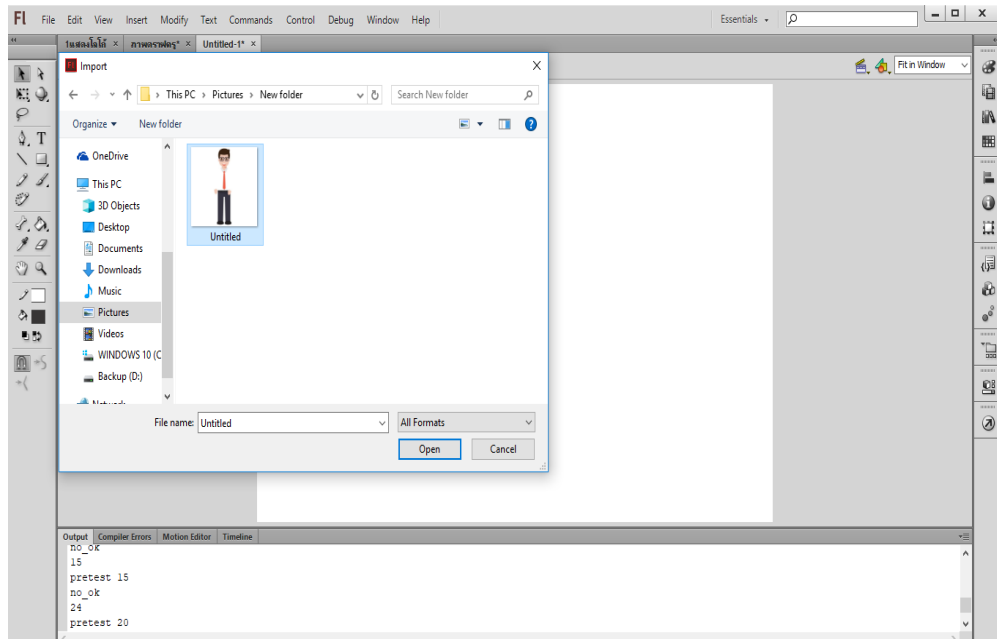 Fl File Edit View Insert Modify Text Commands Control Debug Window Help Essentials
1แสดงโลโก้ × ภาพตราฟครู* × Untitled-1* ×
Import
Fit in Window
This PC › Pictures › New folder Search New folder
Organize New folder
OneDrive
This PC
3D Objects
Desktop
Documents
Downloads
Music
Pictures
Videos
WINDOWS 10 (C
Backup (D:)
Network
Untitled
File name: Untitled All Formats
Open Cancel
Output Compiler Errors Motion Editor Timeline
no_ok
15
pretest 15
no_ok
24
pretest 20